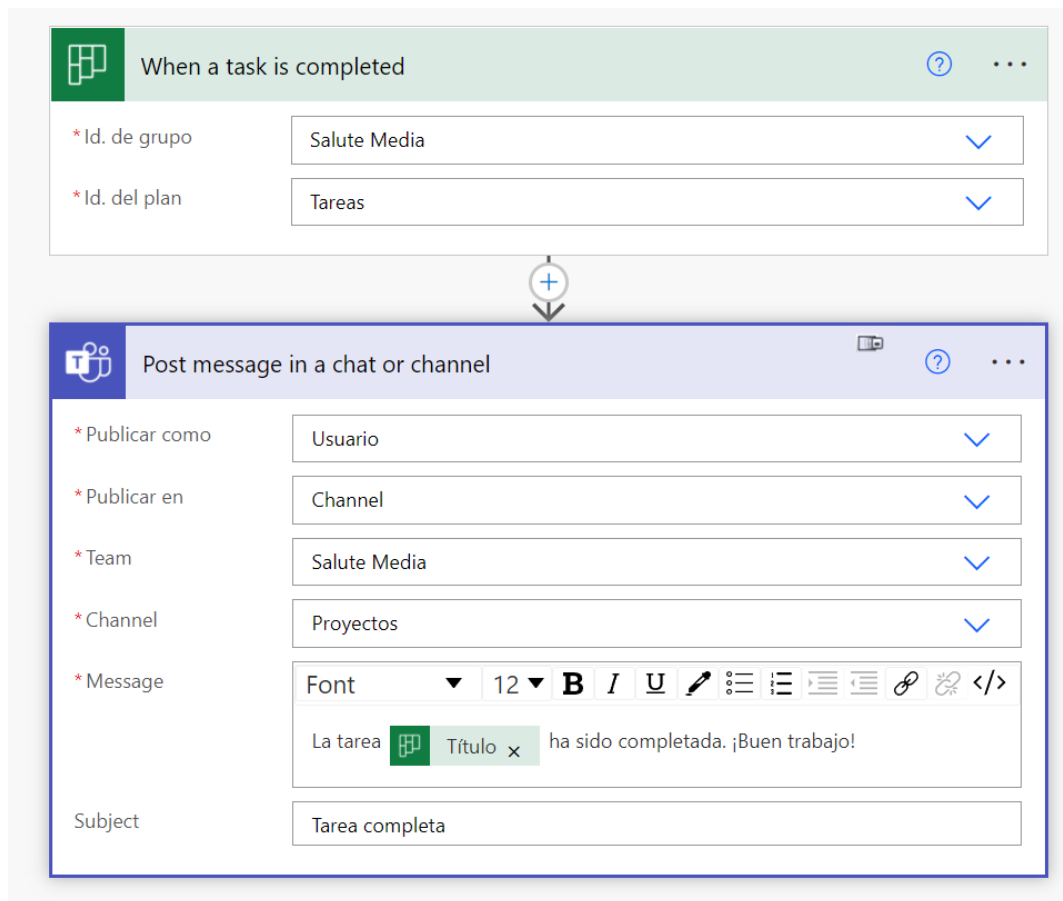 When a task is completed
* Id. de grupo Salute Media
* Id. del plan Tareas
Post message in a chat or channel
* Publicar como Usuario
* Publicar en Channel
* Team Salute Media
* Channel Proyectos
* Message Font 12 B I U </>
La tarea Título × ha sido completada. ¡Buen trabajo!
Subject Tarea completa